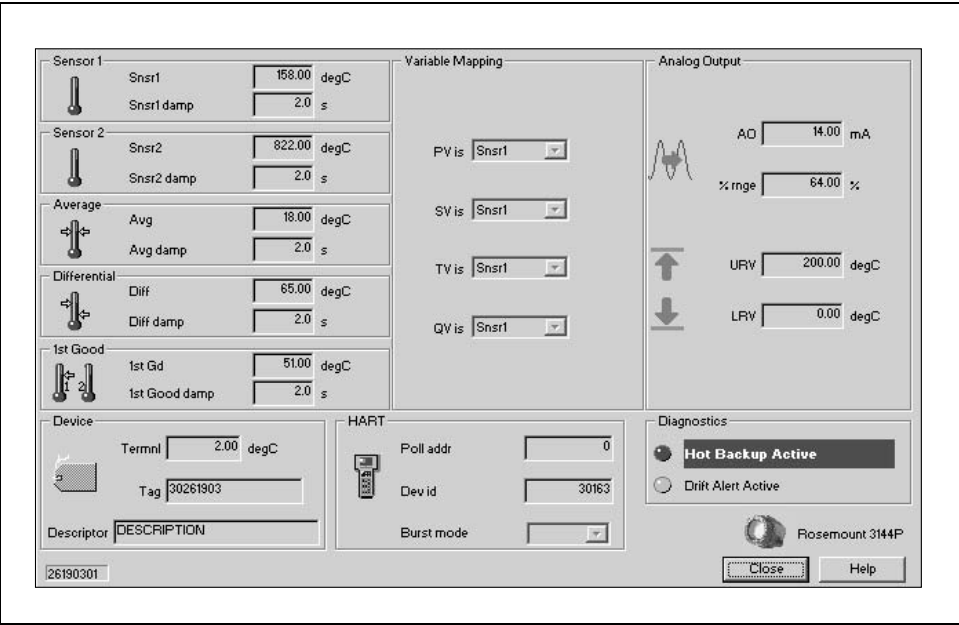 Sensor 1
Snsr1 158.00 degC
Snsr1 damp 2.0 s
Sensor 2
Snsr2 822.00 degC
Snsr2 damp 2.0 s
Average
Avg 18.00 degC
Avg damp 2.0 s
Differential
Diff 65.00 degC
Diff damp 2.0 s
1st Good
1 2
1st Gd 51.00 degC
1st Good damp 2.0 s
Variable Mapping
PV is Snsr1
SV is Snsr1
TV is Snsr1
QV is Snsr1
Analog Output
AO 14.00 mA
% rnge 64.00 %
URV 200.00 degC
LRV 0.00 degC
Device
Termnl 2.00 degC
Tag 30261903
Descriptor DESCRIPTION
HART
Poll addr 0
Dev id 30163
Burst mode
Diagnostics
Hot Backup Active
Drift Alert Active
Rosemount 3144P
26190301
Close Help